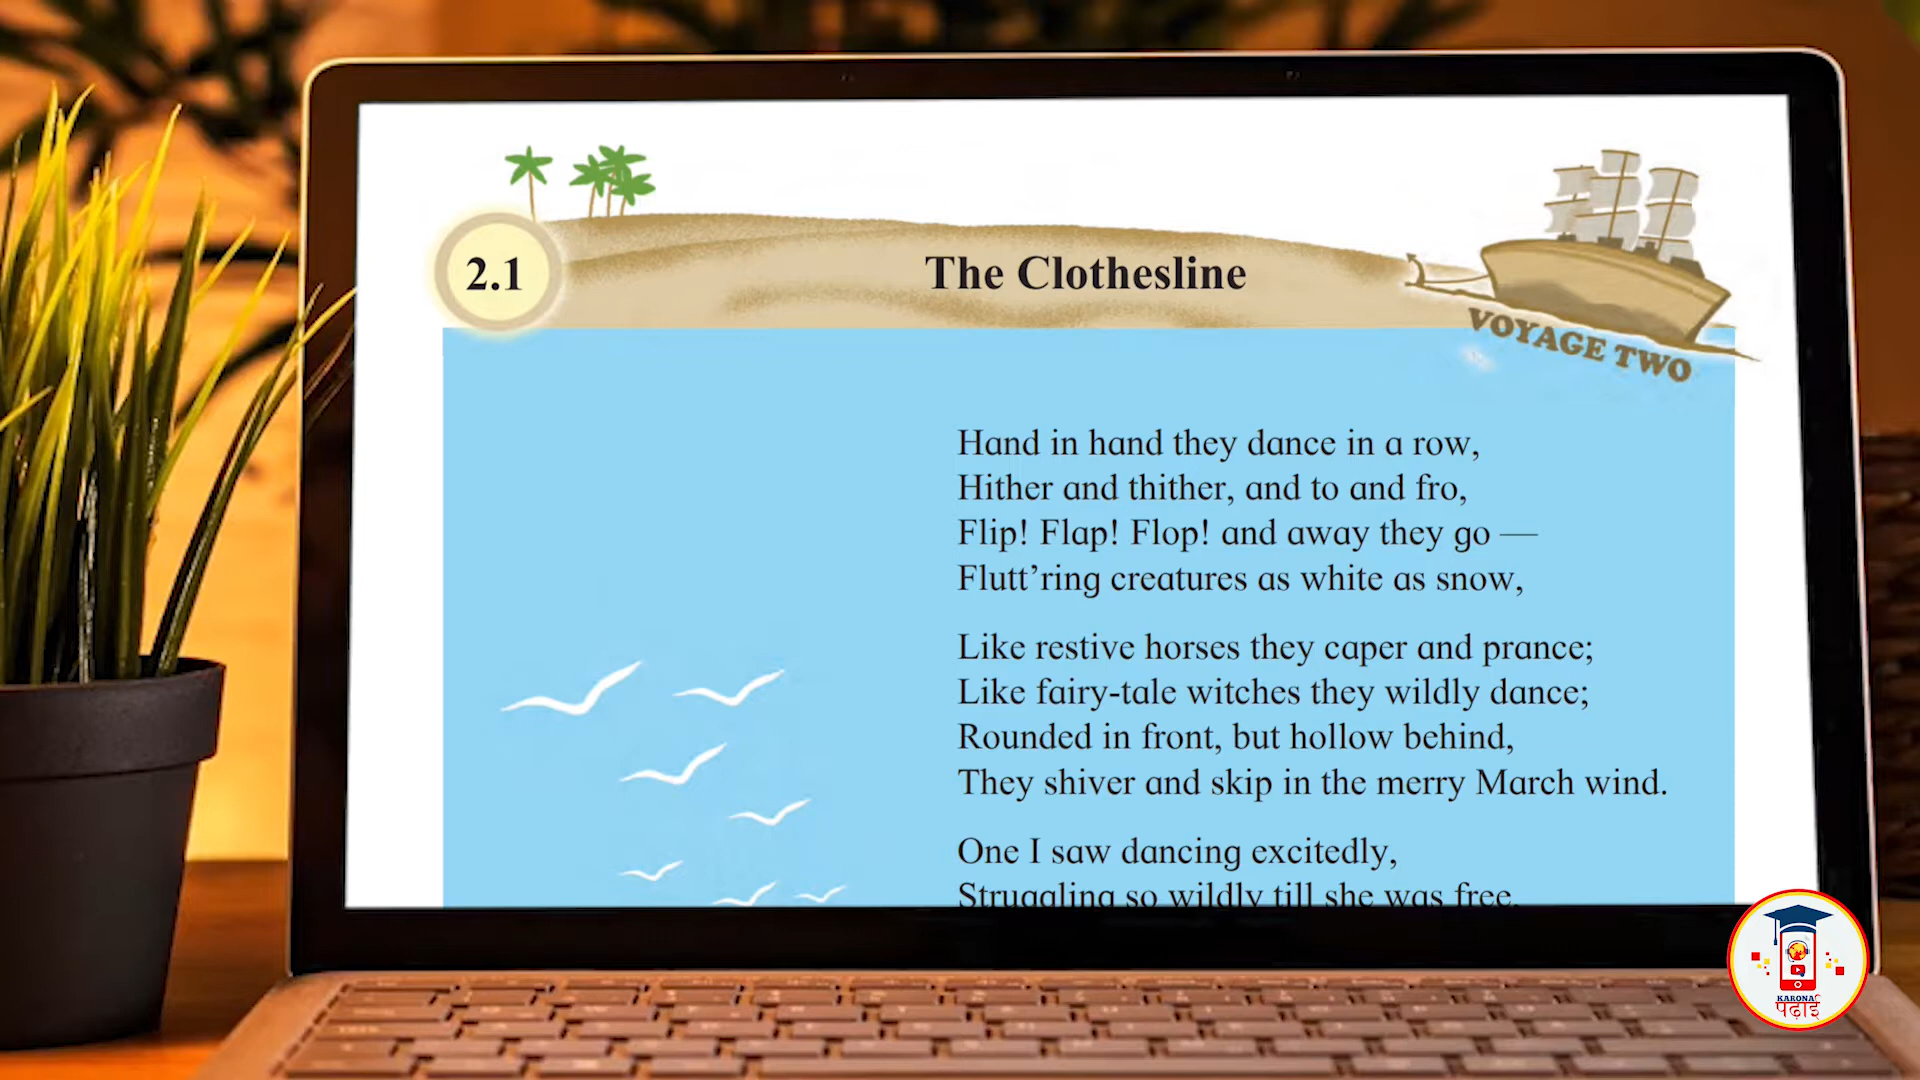 2.1
The Clothesline
VOYAGE TWO
Hand in hand they dance in a row,
Hither and thither, and to and fro,
Flip! Flap! Flop! and away they go —
Flutt’ring creatures as white as snow,
Like restive horses they caper and prance;
Like fairy-tale witches they wildly dance;
Rounded in front, but hollow behind,
They shiver and skip in the merry March wind.
One I saw dancing excitedly,
Struggling so wildly till she was free,
KARONA
पढ़ाई